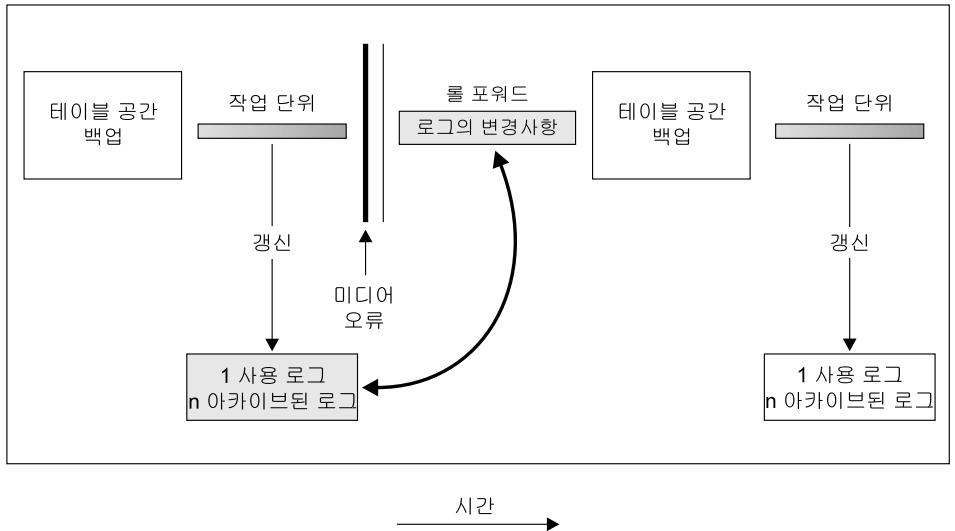 테이블 공간
백업
작업 단위
갱신
1 사용 로그
n 아카이브된 로그
미디어
오류
롤 포워드
로그의 변경사항
테이블 공간
백업
작업 단위
갱신
1 사용 로그
n 아카이브된 로그
시간